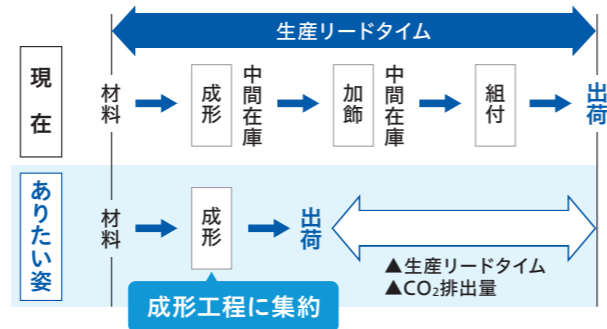 生産リードタイム
現在
材料
成形
中間在庫
加飾
中間在庫
組付
出荷
ありたい姿
材料
成形
出荷
▲生産リードタイム
▲CO₂排出量
成形工程に集約